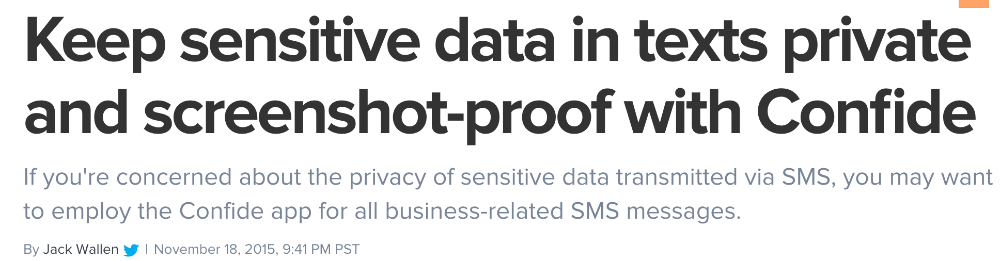 Keep sensitive data in texts private
and screenshot-proof with Confide
If you're concerned about the privacy of sensitive data transmitted via SMS, you may want
to employ the Confide app for all business-related SMS messages.
By Jack Wallen | November 18, 2015, 9:41 PM PST